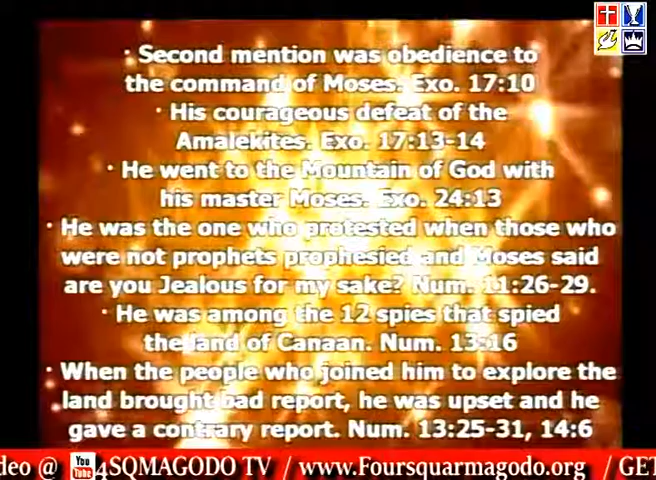 · Second mention was obedience to
the command of Moses. Exo. 17:10
· His courageous defeat of the
Amalekites. Exo. 17:13-14
· He went to the Mountain of God with
his master Moses. Exo. 24:13
· He was the one who protested when those who
were not prophets prophesied and Moses said
are you Jealous for my sake? Num. 11:26-29.
· He was among the 12 spies that spied
the land of Canaan. Num. 13:16
· When the people who joined him to explore the
land brought bad report, he was upset and he
gave a contrary report. Num. 13:25-31, 14:6
deo @ You Tube 4SQMAGODO TV / www.Foursquarmagodo.org / GET